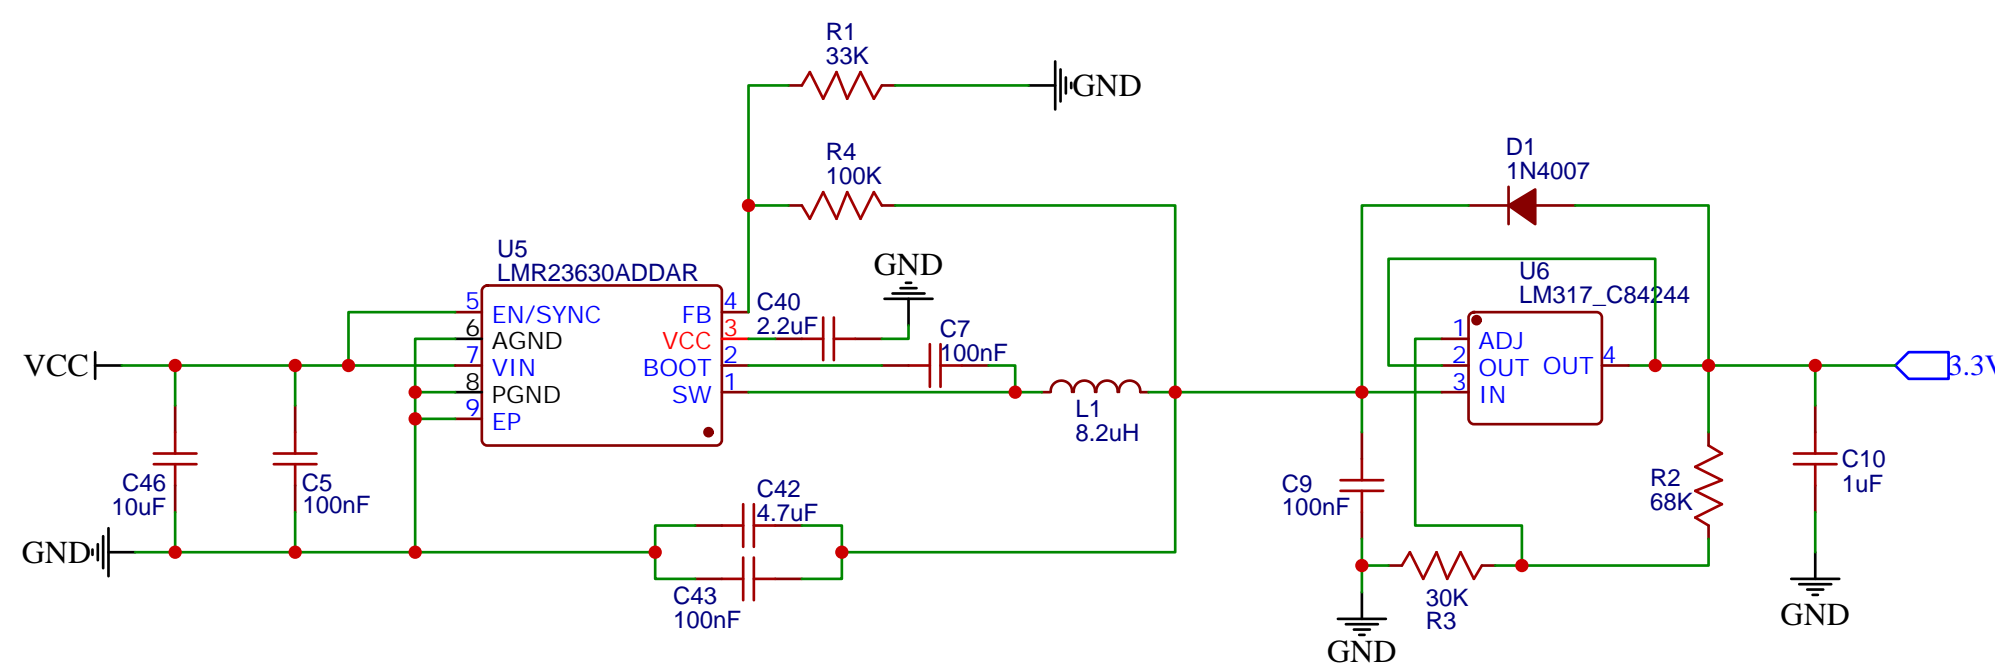 R1
33K
GND
R4
100K
D1
1N4007
U5
LMR23630ADDAR
GND
U6
LM317_C84244
5 EN/SYNC
6 AGND
7 VIN
8 PGND
9 EP
FB 4
VCC 3
BOOT 2
SW 1
C40
2.2uF
C7
100nF
VCC
L1
8.2uH
1 ADJ
2 OUT
3 IN
OUT 4
3.3V
C46
10uF
C5
100nF
C42
4.7uF
C43
100nF
GND
C9
100nF
R2
68K
C10
1uF
30K
R3
GND
GND